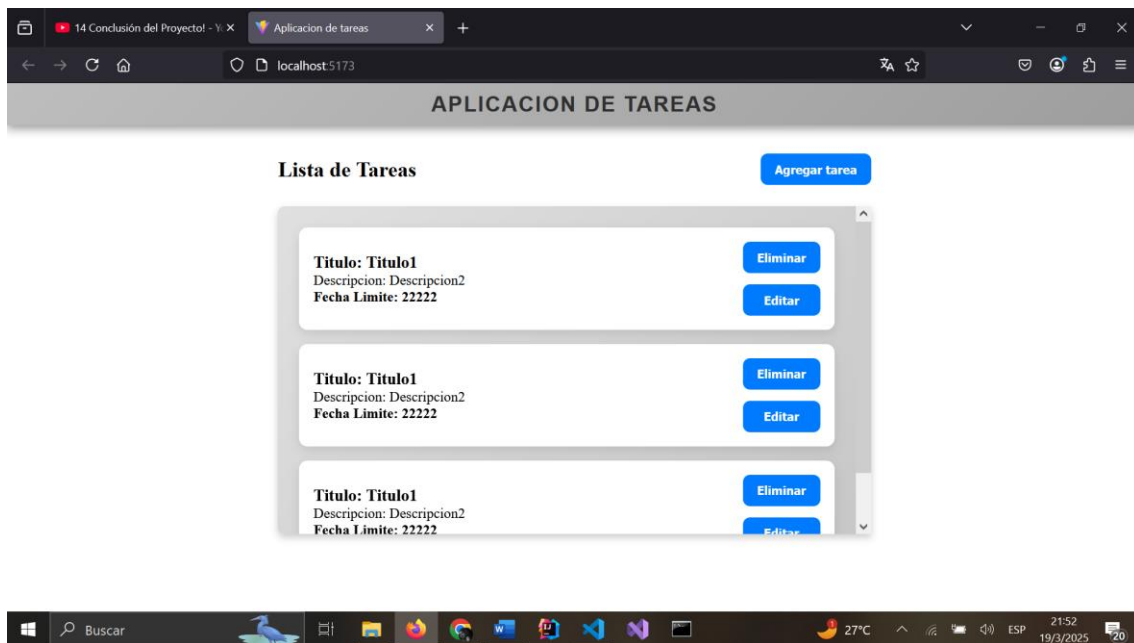 14 Conclusión del Proyecto! - Y
Aplicacion de tareas
localhost:5173
APLICACION DE TAREAS
Lista de Tareas
Agregar tarea
Titulo: Titulo1
Descripcion: Descripcion2
Fecha Limite: 22222
Eliminar
Editar
Titulo: Titulo1
Descripcion: Descripcion2
Fecha Limite: 22222
Eliminar
Editar
Titulo: Titulo1
Descripcion: Descripcion2
Fecha Limite: 22222
Eliminar
Editar
Buscar
27°C
ESP
21:52
19/3/2025
20